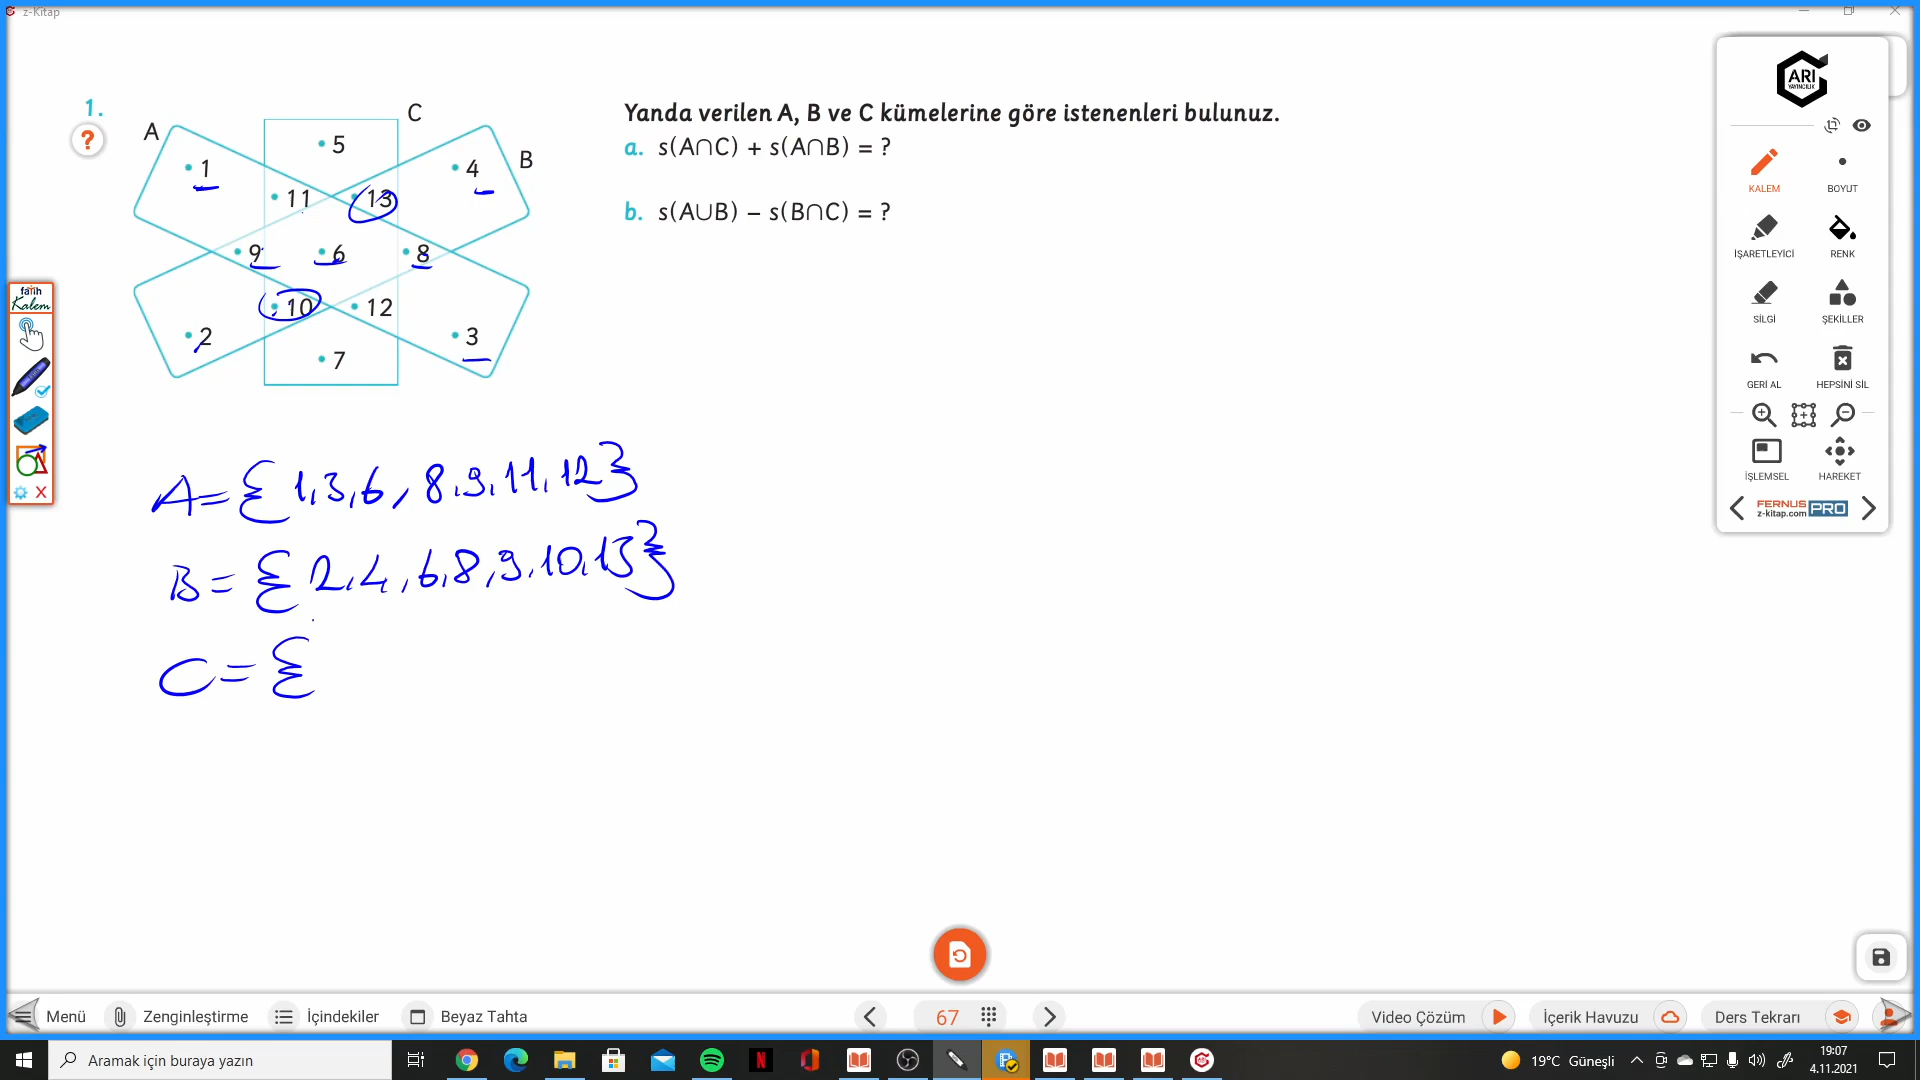 z-Kitap
1.
?
A
C
B
5
1
4
11
13
9
6
8
10
12
2
3
7
Yanda verilen A, B ve C kümelerine göre istenenleri bulunuz.
a. s(A∩C) + s(A∩B) = ?
b. s(A∪B) – s(B∩C) = ?
A={1,3,6,8,9,11,12}
B={2,4,6,8,9,10,13}
C={
fatih
Kalem
X
ARI
YAYINCILIK
KALEM
BOYUT
İŞARETLEYİCİ
RENK
SİLGİ
ŞEKİLLER
GERİ AL
HEPSİNİ SİL
İŞLEMSEL
HAREKET
FERNUS
z-kitap.com
PRO
Menü
Zenginleştirme
İçindekiler
Beyaz Tahta
67
Video Çözüm
İçerik Havuzu
Ders Tekrarı
Aramak için buraya yazın
19°C Güneşli
19:07
4.11.2021